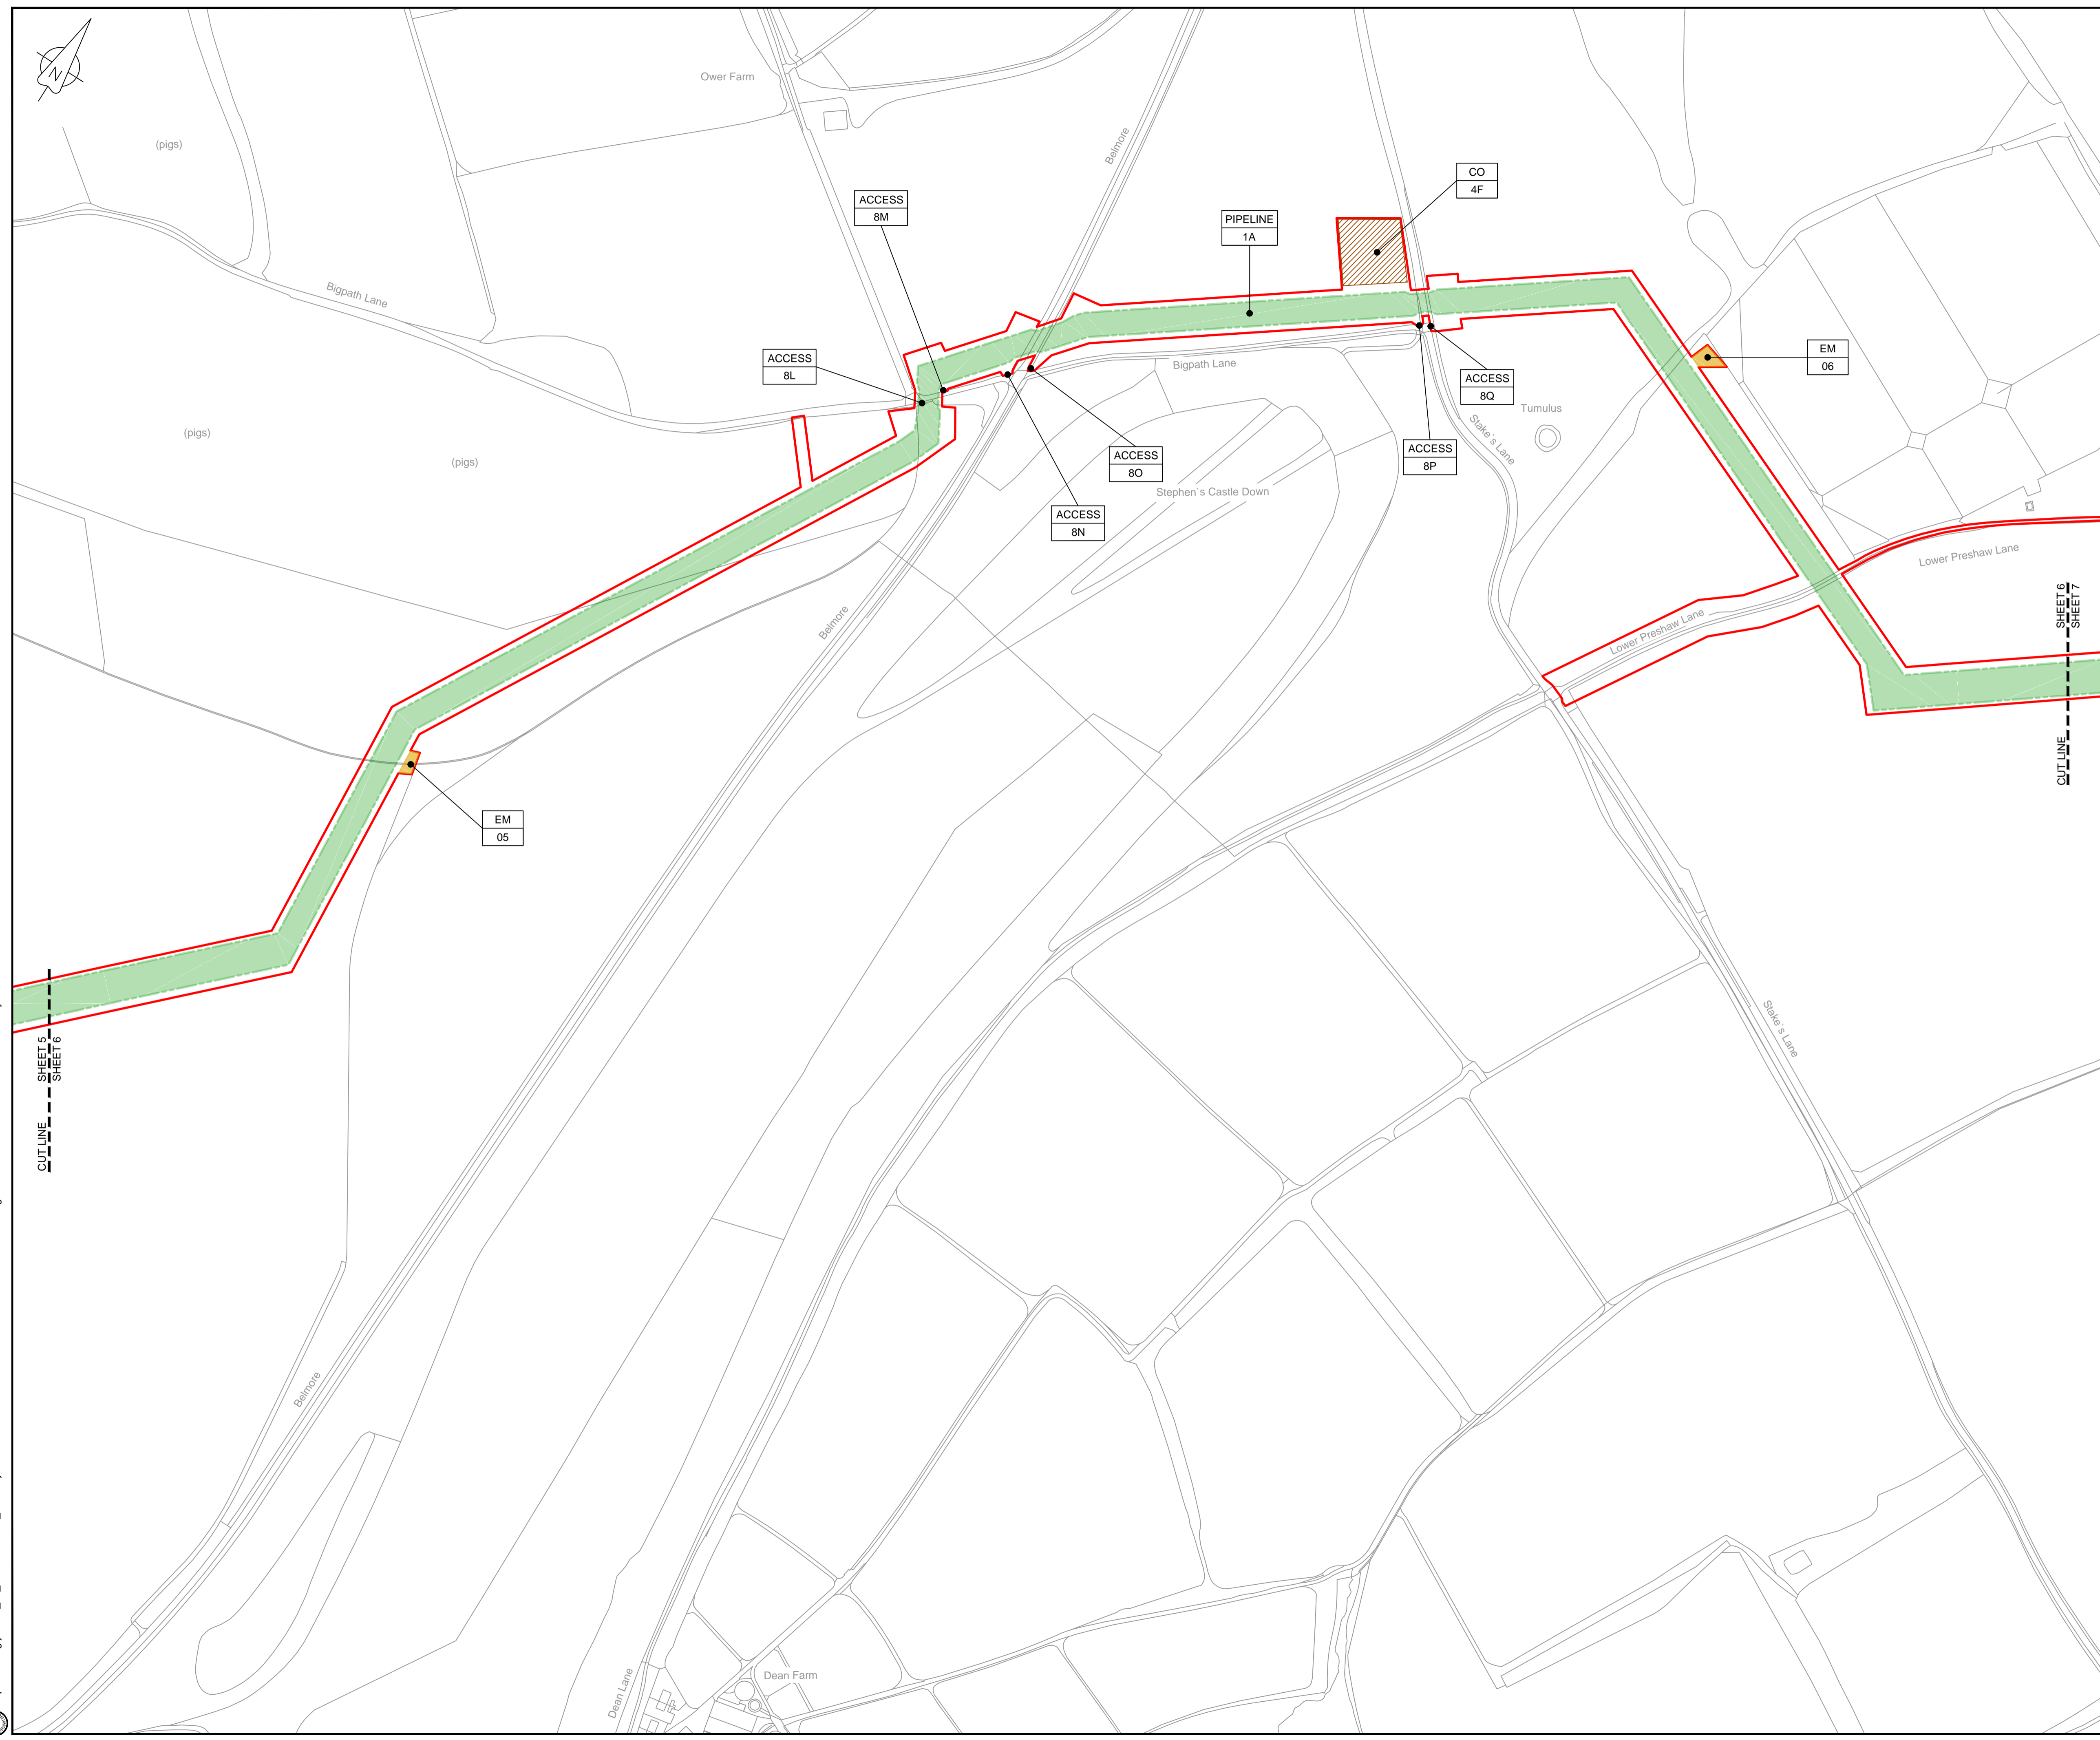 N
Ower Farm
(pigs)
Belmore
CO
4F
ACCESS
8M
PIPELINE
1A
Bigpath Lane
ACCESS
8L
Bigpath Lane
EM
06
ACCESS
8Q
Tumulus
Stake`s Lane
(pigs)
(pigs)
ACCESS
8O
ACCESS
8P
Stephen`s Castle Down
ACCESS
8N
Lower Preshaw Lane
SHEET 6
SHEET 7
CUT LINE
Belmore
Lower Preshaw Lane
EM
05
SHEET 5
SHEET 6
CUT LINE
Stake`s Lane
Belmore
Dean Farm
Dean Lane